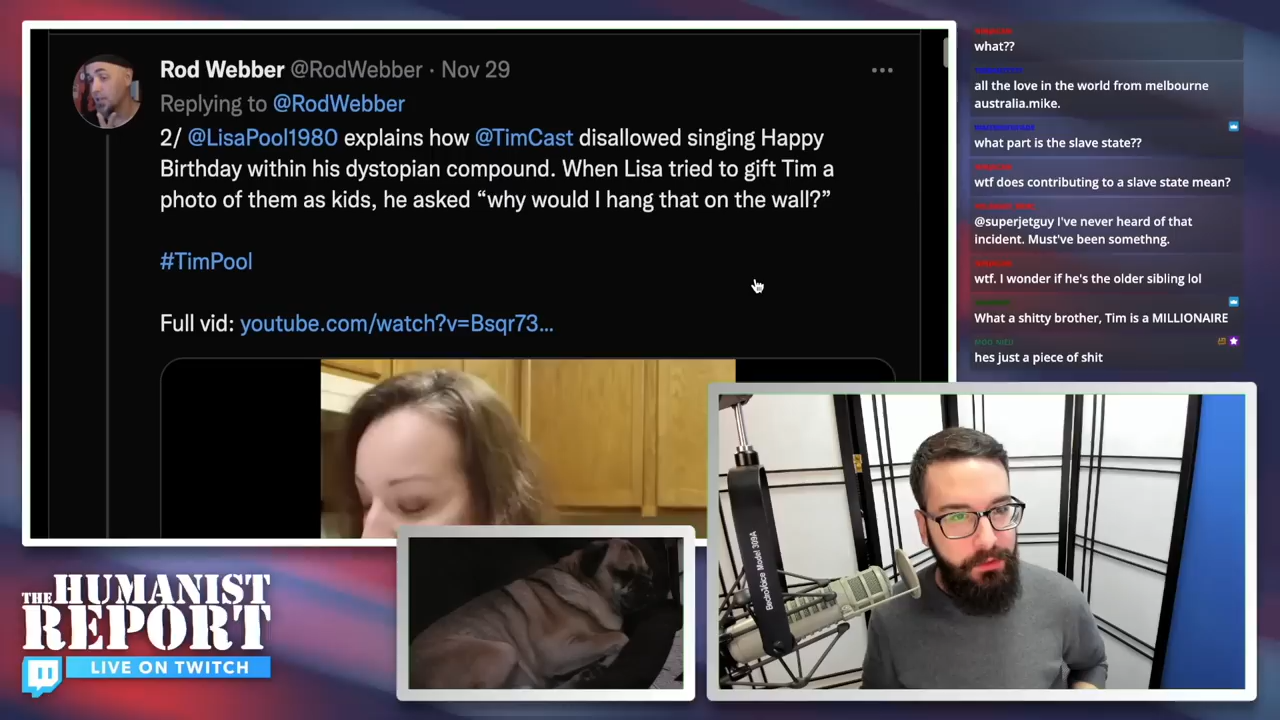 Rod Webber @RodWebber · Nov 29
Replying to @RodWebber
2/ @LisaPool1980 explains how @TimCast disallowed singing Happy
Birthday within his dystopian compound. When Lisa tried to gift Tim a
photo of them as kids, he asked “why would I hang that on the wall?”
#TimPool
Full vid: youtube.com/watch?v=Bsqr73...
what??
all the love in the world from melbourne
australia.mike.
what part is the slave state??
wtf does contributing to a slave state mean?
@superjetguy I've never heard of that
incident. Must've been somethng.
wtf. I wonder if he's the older sibling lol
What a shitty brother, Tim is a MILLIONAIRE
MOO NIEU
hes just a piece of shit
THE HUMANIST
REPORT
LIVE ON TWITCH